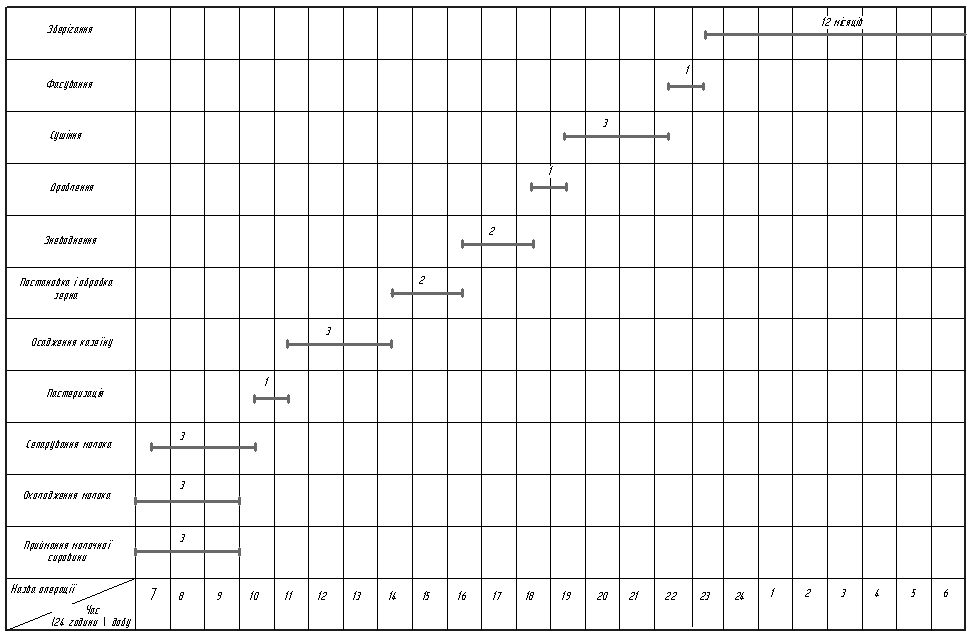 Зберігання
12 місяців
Фасування
1
Сушіння
3
Дроблення
1
Зневаднення
2
Постановка і обробка
зерна
2
Осадження казеїну
3
Пастеризація
1
Сепарування молока
3
Охолодження молока
3
Приймання молочної
сировини
3
Назва операції
Час
(24 години 1 добу
7 8 9 10 11 12 13 14 15 16 17 18 19 20 21 22 23 24 1 2 3 4 5 6